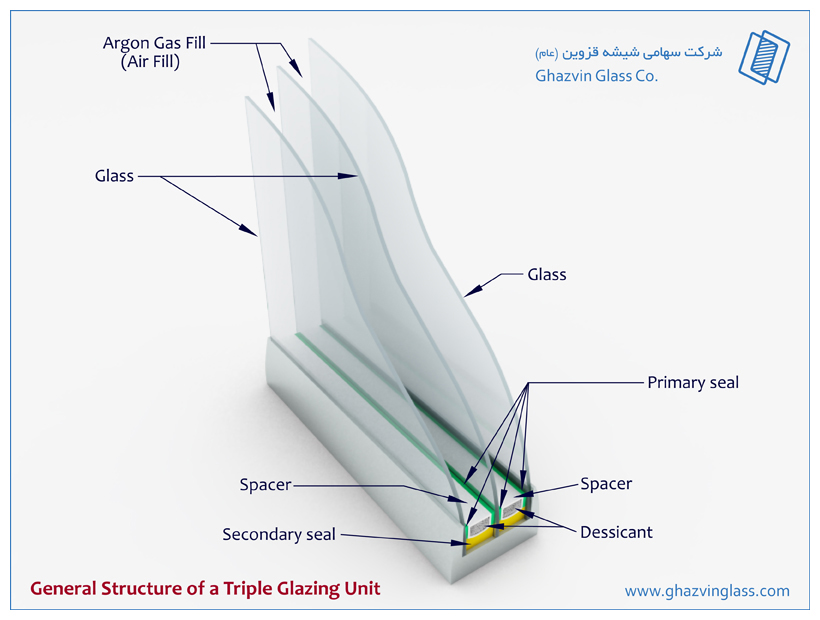 Argon Gas Fill
(Air Fill)
شرکت سهامی شیشه قزوین (عام)
Ghazvin Glass Co.
Glass
Glass
Primary seal
Spacer
Spacer
Secondary seal
Dessicant
General Structure of a Triple Glazing Unit
www.ghazvinglass.com